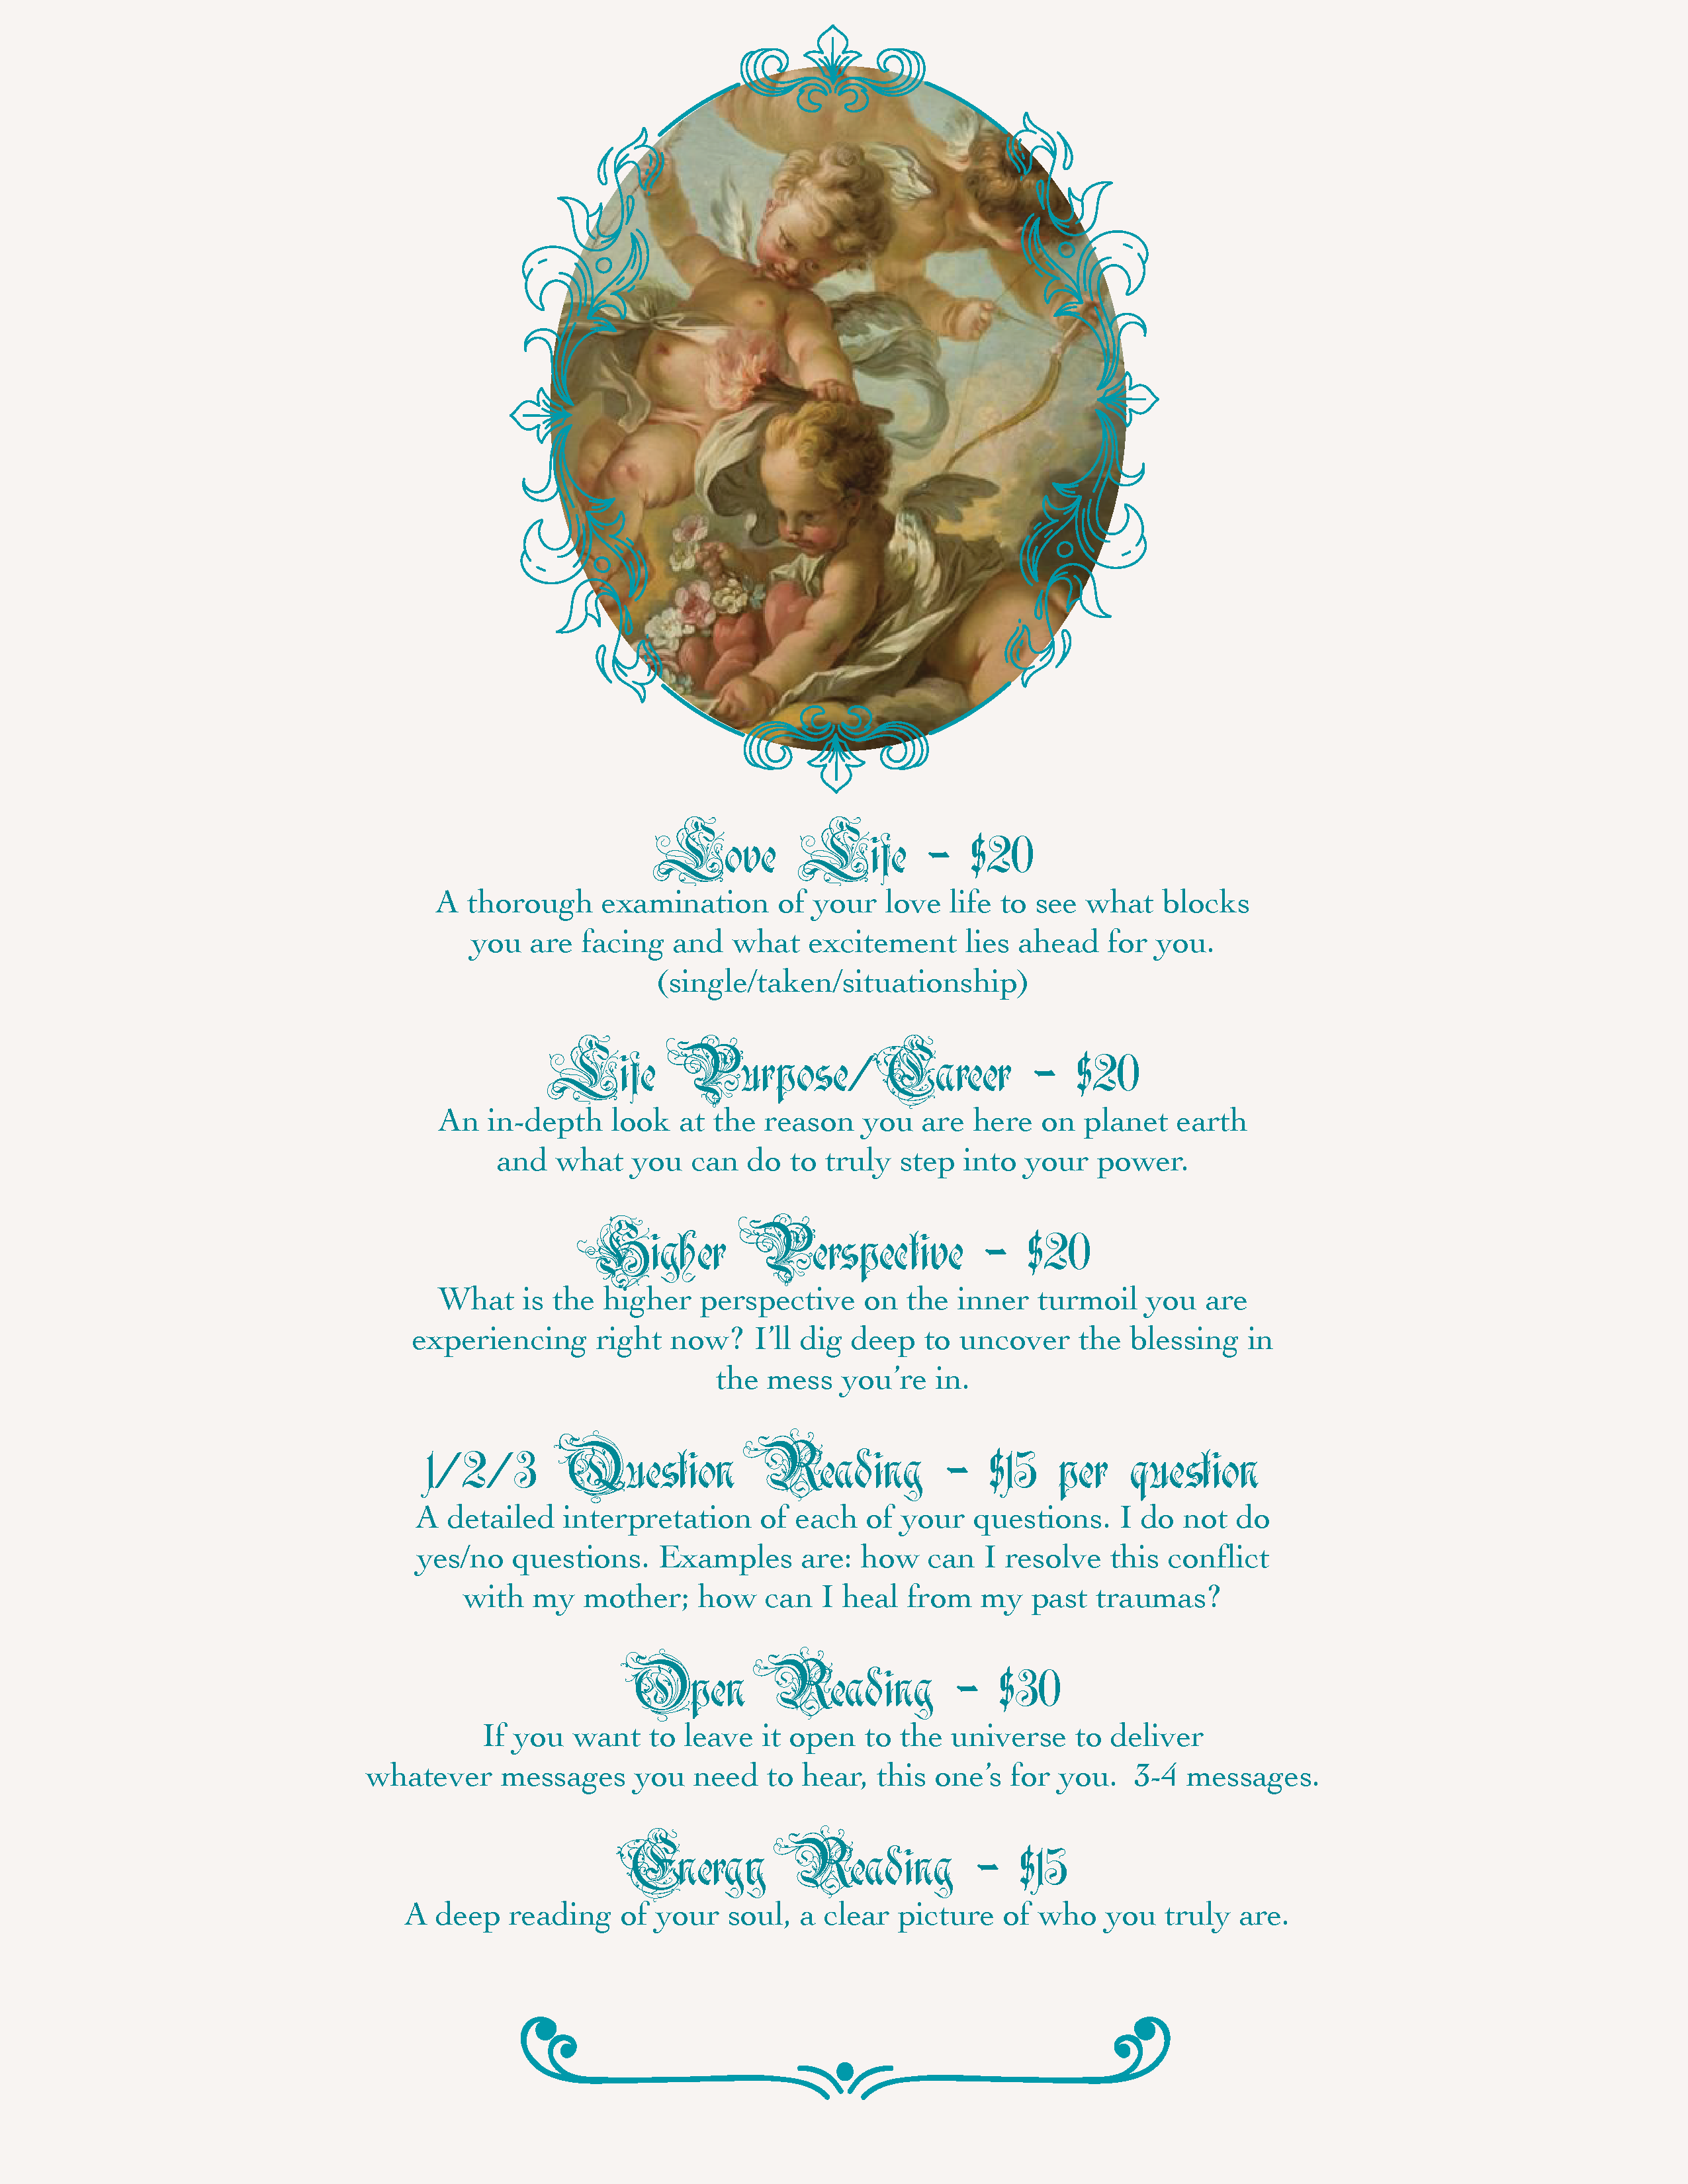 Love Life - $20
A thorough examination of your love life to see what blocks
you are facing and what excitement lies ahead for you.
(single/taken/situationship)
Life Purpose/Career - $20
An in-depth look at the reason you are here on planet earth
and what you can do to truly step into your power.
Higher Perspective - $20
What is the higher perspective on the inner turmoil you are
experiencing right now? I'll dig deep to uncover the blessing in
the mess you're in.
1/2/3 Question Reading - $15 per question
A detailed interpretation of each of your questions. I do not do
yes/no questions. Examples are: how can I resolve this conflict
with my mother; how can I heal from my past traumas?
Open Reading - $30
If you want to leave it open to the universe to deliver
whatever messages you need to hear, this one's for you. 3-4 messages.
Energy Reading - $15
A deep reading of your soul, a clear picture of who you truly are.